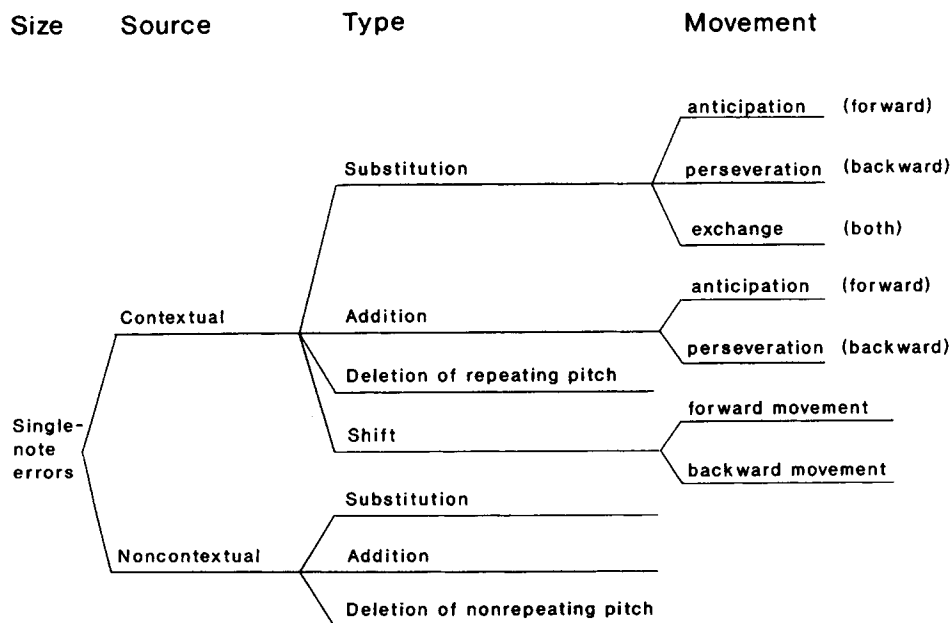 Size Source Type Movement
anticipation (forward)
Substitution perseveration (backward)
exchange (both)
anticipation (forward)
Contextual Addition
perseveration (backward)
Deletion of repeating pitch
forward movement
Single-
note
errors
Shift
backward movement
Substitution
Noncontextual Addition
Deletion of nonrepeating pitch